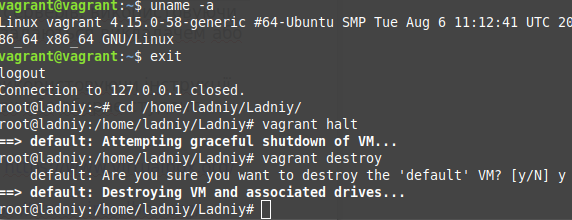 vagrant@vagrant:~$ uname -a
Linux vagrant 4.15.0-58-generic #64-Ubuntu SMP Tue Aug 6 11:12:41 UTC 20
86_64 x86_64 GNU/Linux
vagrant@vagrant:~$ exit
logout
Connection to 127.0.0.1 closed.
root@ladniy:~# cd /home/ladniy/Ladniy/
root@ladniy:/home/ladniy/Ladniy# vagrant halt
==> default: Attempting graceful shutdown of VM...
root@ladniy:/home/ladniy/Ladniy# vagrant destroy
    default: Are you sure you want to destroy the 'default' VM? [y/N] y
==> default: Destroying VM and associated drives...
root@ladniy:/home/ladniy/Ladniy#